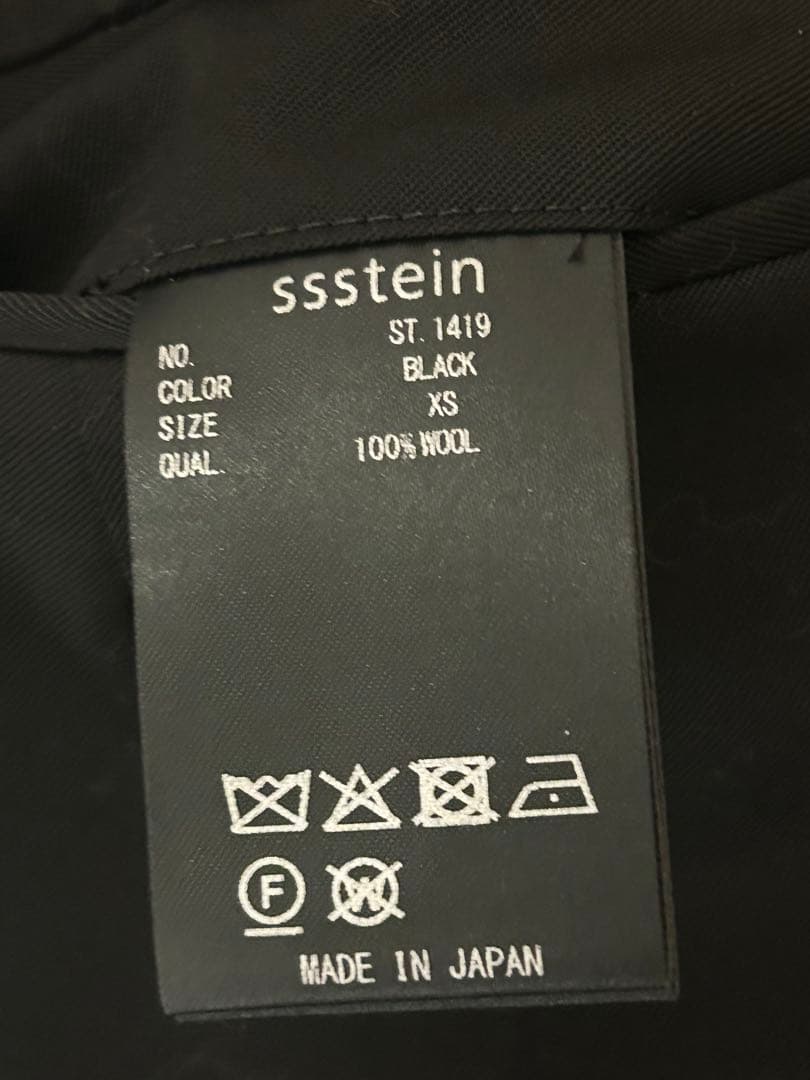 ssstein
NO. ST. 1419
COLOR BLACK
SIZE XS
QUAL. 100% WOOL
F W
MADE IN JAPAN